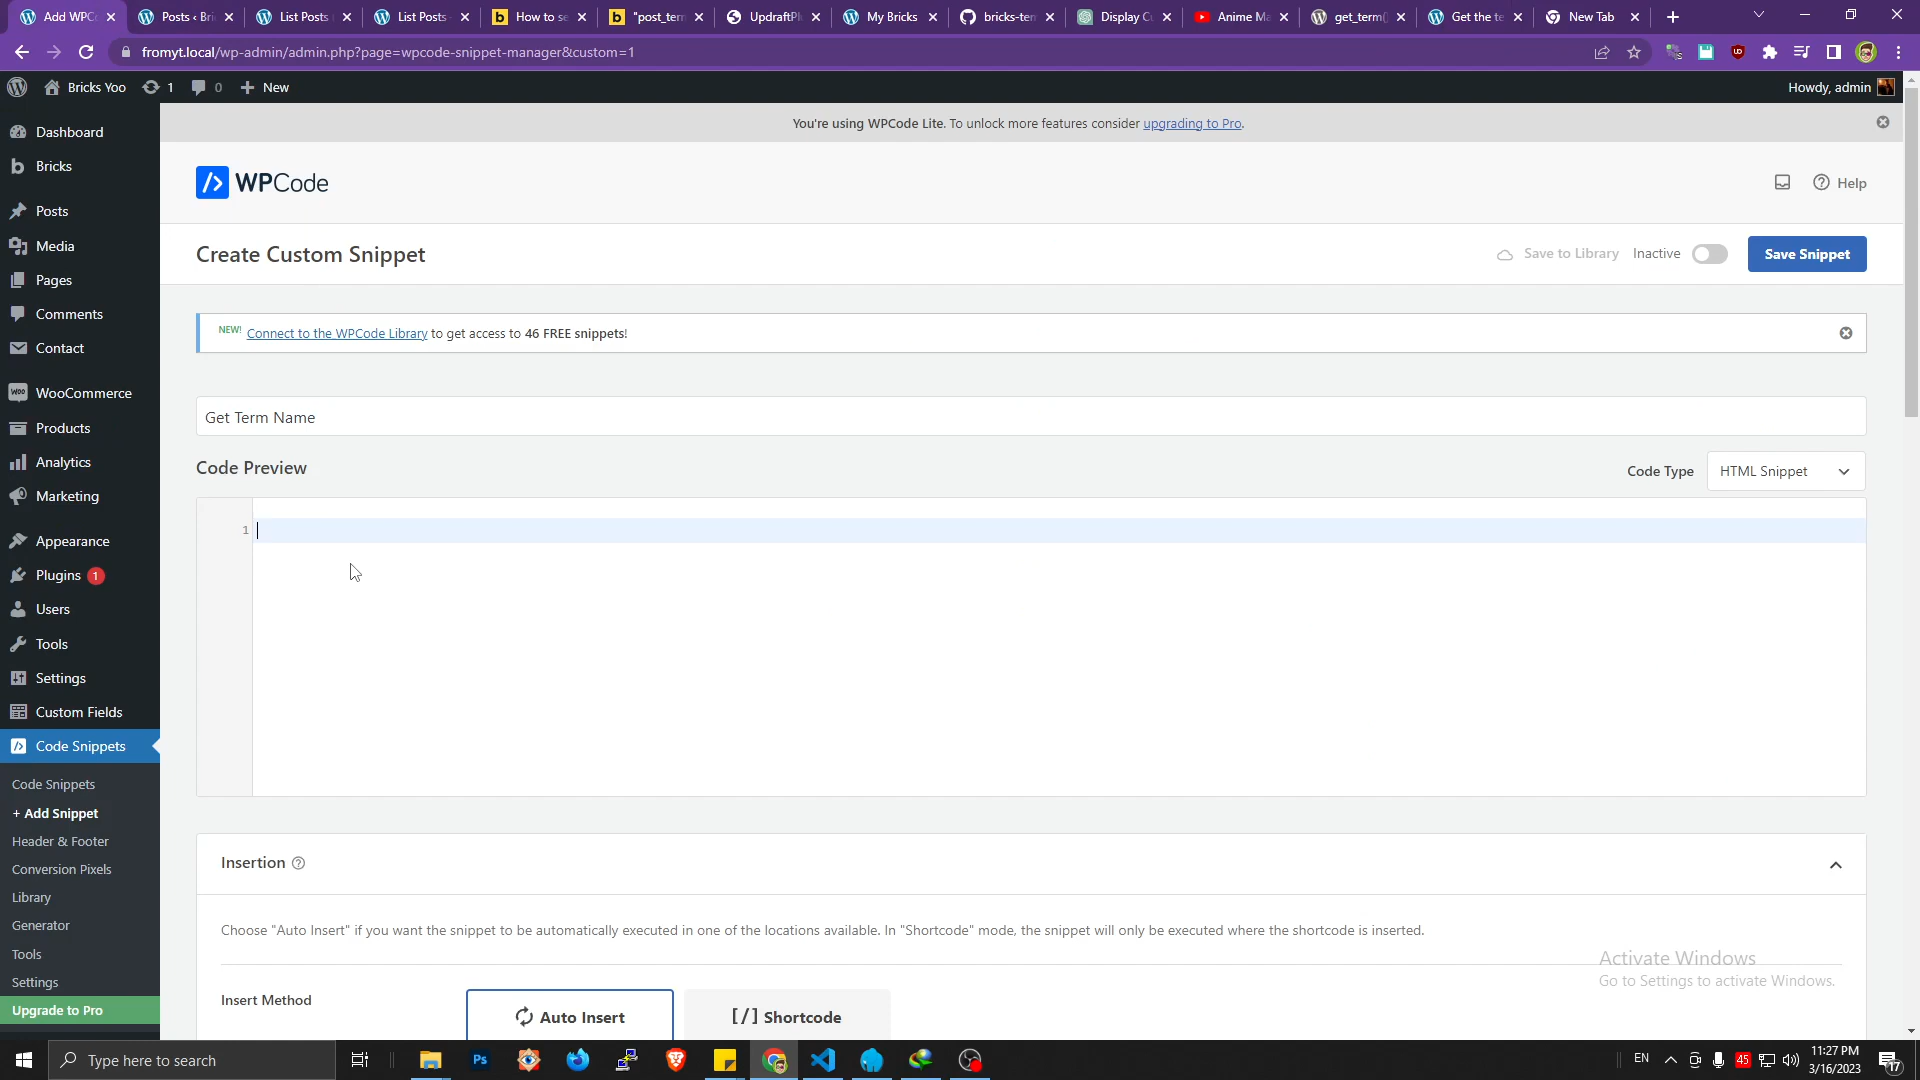 Add WPC
Posts ‹ Bri
List Posts
List Posts
How to se
"post_ter
UpdraftPl
My Bricks
bricks-ter
Display Cu
Anime Ma
get_term(
Get the te
New Tab
fromyt.local/wp-admin/admin.php?page=wpcode-snippet-manager&custom=1
Bricks Yoo
1
0
New
Howdy, admin
Dashboard
Bricks
Posts
Media
Pages
Comments
Contact
WooCommerce
Products
Analytics
Marketing
Appearance
Plugins 1
Users
Tools
Settings
Custom Fields
Code Snippets
Code Snippets
+ Add Snippet
Header & Footer
Conversion Pixels
Library
Generator
Tools
Settings
Upgrade to Pro
You're using WPCode Lite. To unlock more features consider upgrading to Pro.
WPCode
Help
Create Custom Snippet
Save to Library
Inactive
Save Snippet
NEW! Connect to the WPCode Library to get access to 46 FREE snippets!
Get Term Name
Code Preview
Code Type
HTML Snippet
1
Insertion
Choose "Auto Insert" if you want the snippet to be automatically executed in one of the locations available. In "Shortcode" mode, the snippet will only be executed where the shortcode is inserted.
Insert Method
Auto Insert
[/] Shortcode
Activate Windows
Go to Settings to activate Windows.
Type here to search
Ps
EN
45
11:27 PM
3/16/2023
17